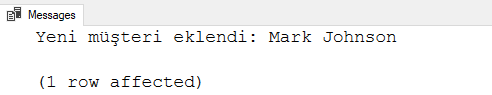 Messages
Yeni müşteri eklendi: Mark Johnson
(1 row affected)